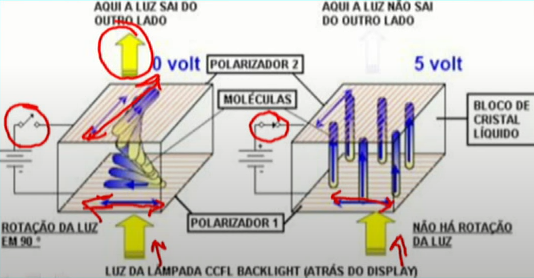 AQUI A LUZ SAI DO
OUTRO LADO
AQUI A LUZ NÃO SAI
DO OUTRO LADO
0 volt
POLARIZADOR 2
5 volt
MOLÉCULAS
BLOCO DE
CRISTAL
LÍQUIDO
ROTAÇÃO DA LUZ
EM 90 º
POLARIZADOR 1
NÃO HÁ ROTAÇÃO
DA LUZ
LUZ DA LÂMPADA CCFL BACKLIGHT (ATRÁS DO DISPLAY)